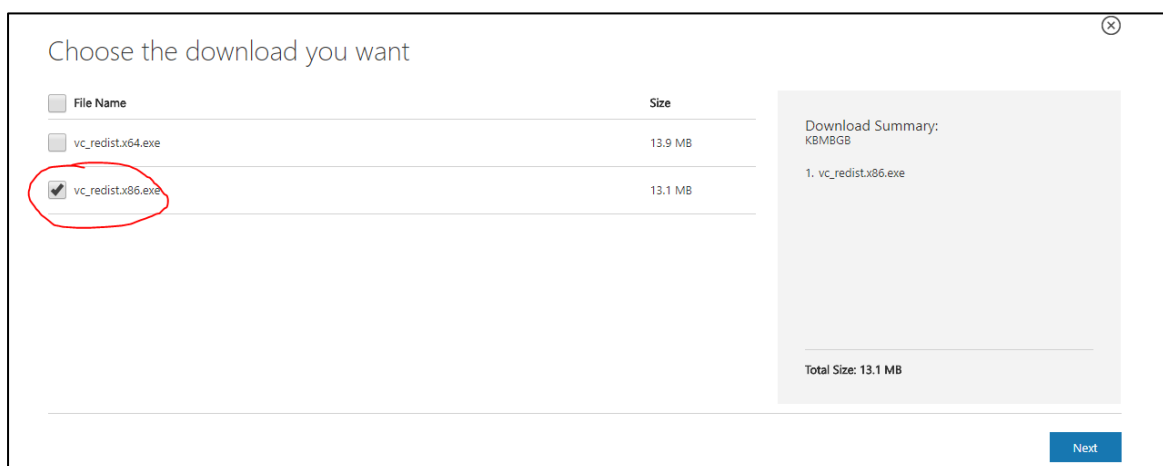 Choose the download you want
File Name Size
vc_redist.x64.exe 13.9 MB
vc_redist.x86.exe 13.1 MB
Download Summary:
KBMBGB
1. vc_redist.x86.exe
Total Size: 13.1 MB
Next